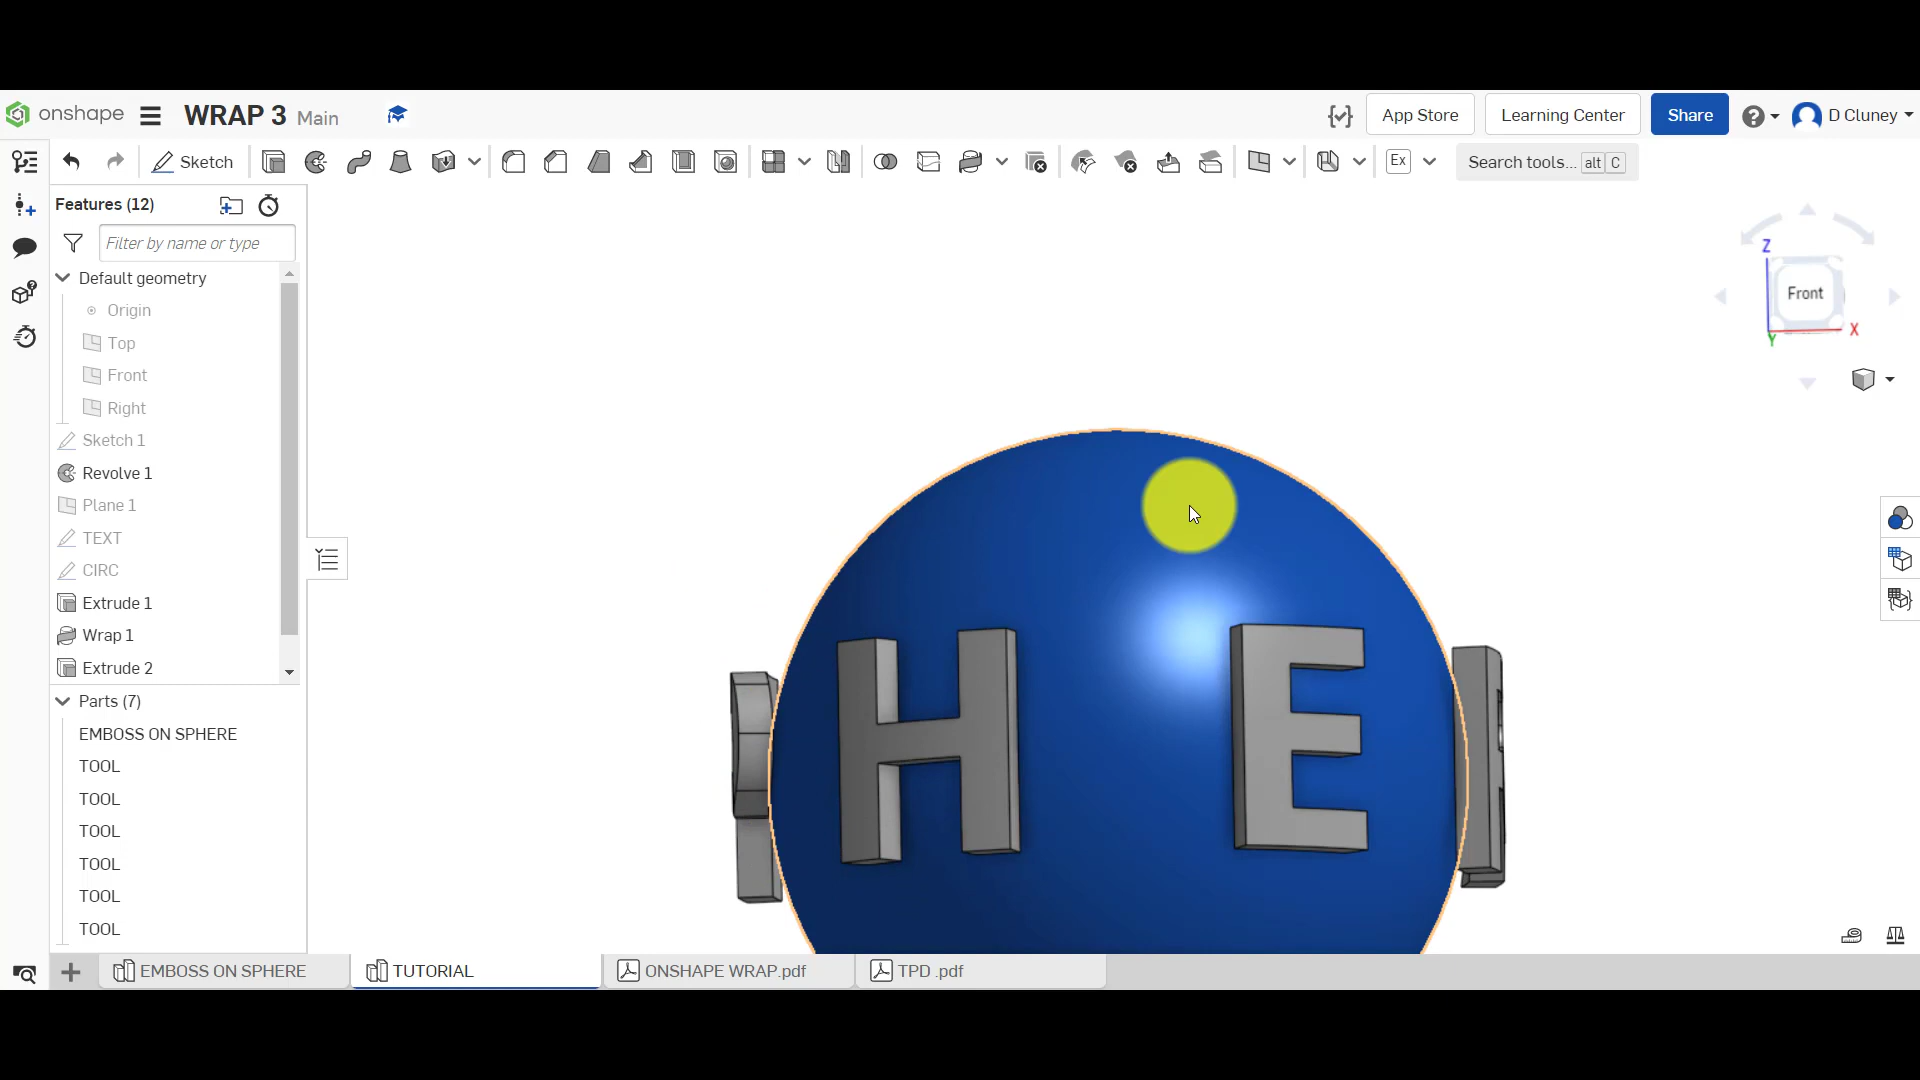 onshape WRAP 3 Main App Store Learning Center Share D Cluney
Sketch Ex Search tools... alt C
Features (12)
Filter by name or type
Default geometry
Origin
Top
Front
Right
Sketch 1
Revolve 1
Plane 1
TEXT
CIRC
Extrude 1
Wrap 1
Extrude 2
Parts (7)
EMBOSS ON SPHERE
TOOL
TOOL
TOOL
TOOL
TOOL
TOOL
Z
Front
X
Y
H E
EMBOSS ON SPHERE TUTORIAL ONSHAPE WRAP.pdf TPD .pdf